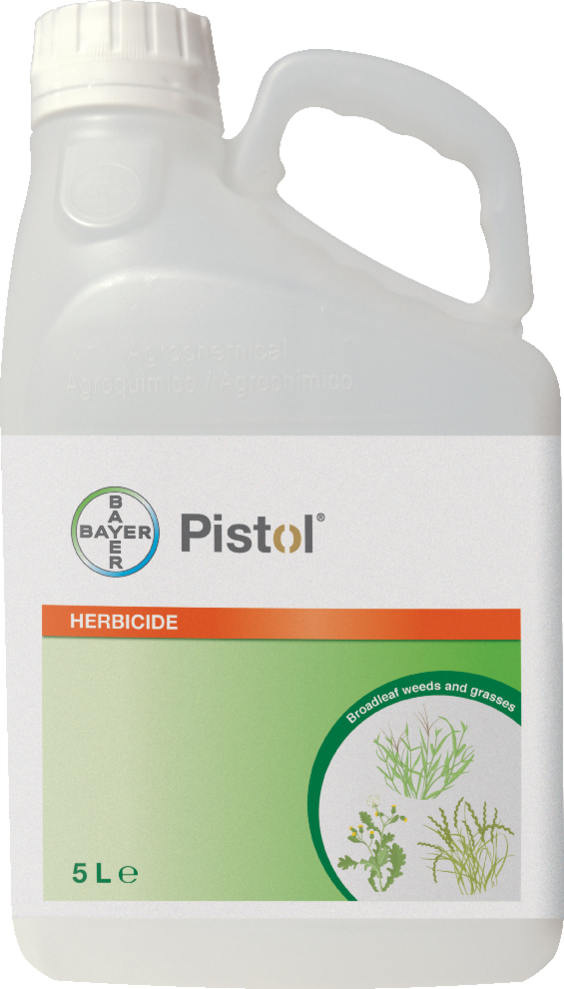 Agrochemical
Agroquímico / Agrochimico
BAYER
BAYER
Pistol®
HERBICIDE
Broadleaf weeds and grasses
5 L ℮